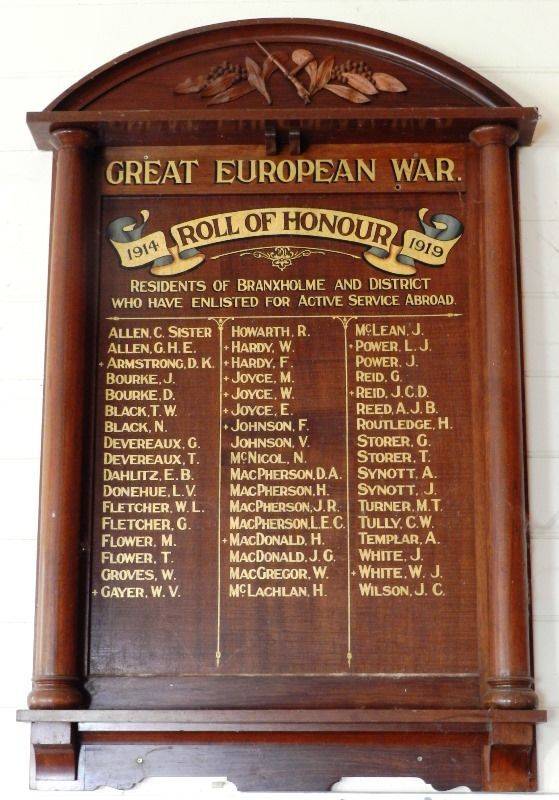 GREAT EUROPEAN WAR.
1914 ROLL OF HONOUR 1919
RESIDENTS OF BRANXHOLME AND DISTRICT
WHO HAVE ENLISTED FOR ACTIVE SERVICE ABROAD.
ALLEN, C. SISTER
ALLEN, G.H.E.
+ ARMSTRONG, D.K.
BOURKE, J.
BOURKE, D.
BLACK, T.W.
BLACK, N.
DEVEREAUX, G.
DEVEREAUX, T.
DAHLITZ, E.B.
DONEHUE, L.V.
FLETCHER, W.L.
FLETCHER, G.
FLOWER, M.
FLOWER, T.
GROVES, W.
+ GAYER, W.V.
HOWARTH, R.
+ HARDY, W.
+ HARDY, F.
+ JOYCE, M.
+ JOYCE, W.
+ JOYCE, E.
+ JOHNSON, F.
JOHNSON, V.
McNICOL, N.
MACPHERSON, D.A.
MACPHERSON, H.
MACPHERSON, J.R.
MACPHERSON, L.E.C.
+ MACDONALD, H.
MACDONALD, J.G.
MACGREGOR, W.
McLACHLAN, H.
McLEAN, J.
+ POWER, L.J.
POWER, J.
REID, G.
+ REID, J.C.D.
REED, A.J.B.
ROUTLEDGE, H.
STORER, G.
STORER, T.
SYNOTT, A.
SYNOTT, J.
TURNER, M.T.
TULLY, C.W.
TEMPLAR, A.
WHITE, J.
+ WHITE, W.J.
WILSON, J.C.